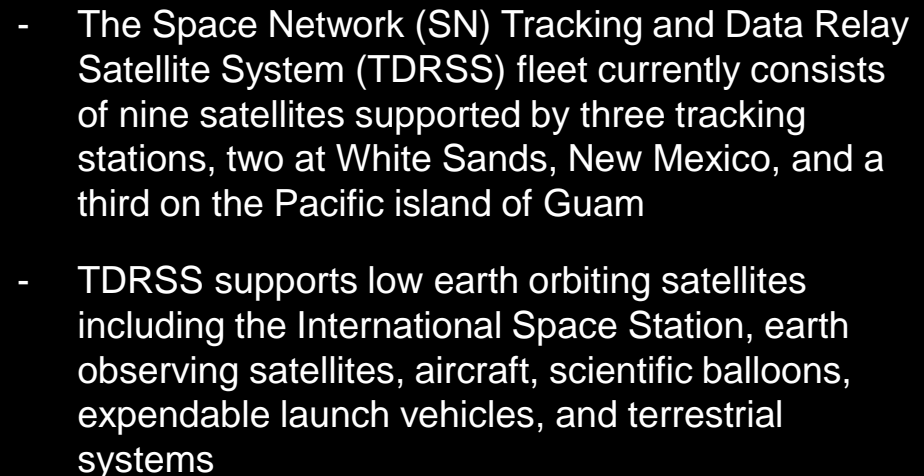 - The Space Network (SN) Tracking and Data Relay
Satellite System (TDRSS) fleet currently consists
of nine satellites supported by three tracking
stations, two at White Sands, New Mexico, and a
third on the Pacific island of Guam
- TDRSS supports low earth orbiting satellites
including the International Space Station, earth
observing satellites, aircraft, scientific balloons,
expendable launch vehicles, and terrestrial
systems